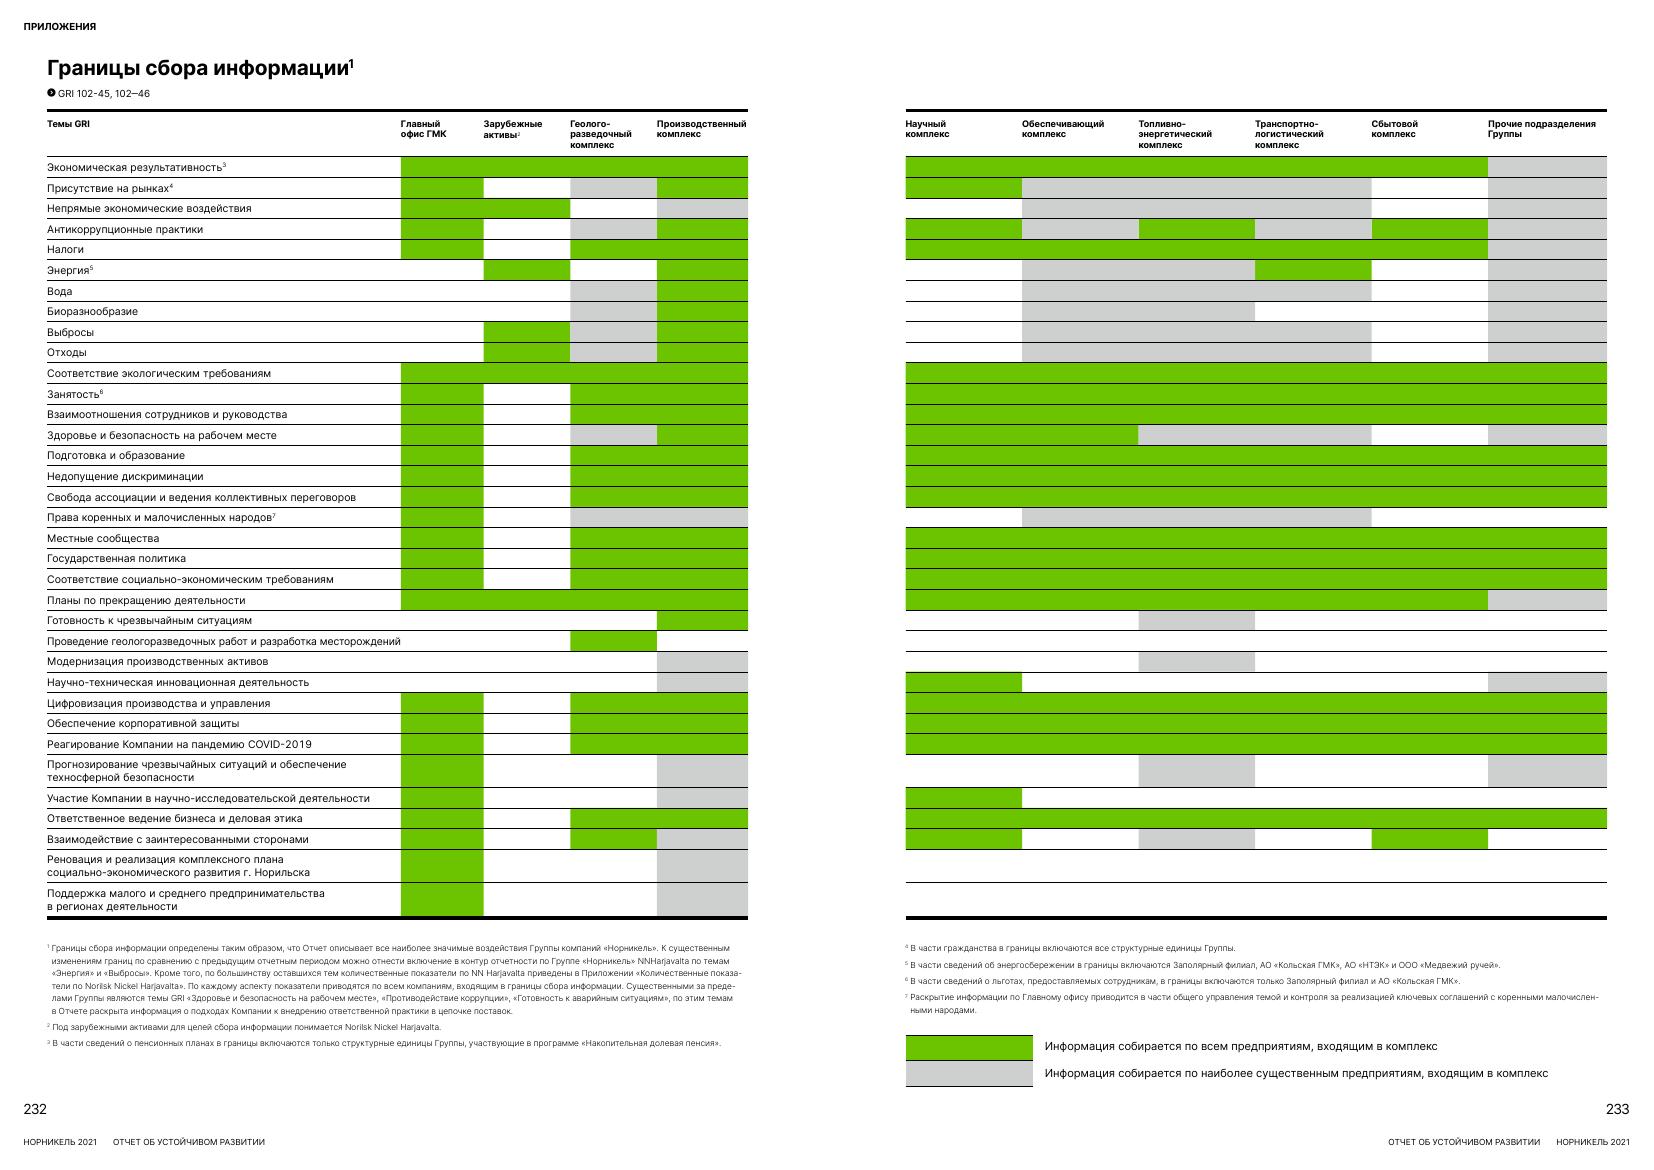 ПРИЛОЖЕНИЯ
Границы сбора информации¹
GRI 102-45, 102–46
Темы GRI
Главный
офис ГМК
Зарубежные
активы²
Геолого-
разведочный
комплекс
Производственный
комплекс
Научный
комплекс
Обеспечивающий
комплекс
Топливно-
энергетический
комплекс
Транспортно-
логистический
комплекс
Сбытовой
комплекс
Прочие подразделения
Группы
Экономическая результативность³
Присутствие на рынках⁴
Непрямые экономические воздействия
Антикоррупционные практики
Налоги
Энергия⁵
Вода
Биоразнообразие
Выбросы
Отходы
Соответствие экологическим требованиям
Занятость⁶
Взаимоотношения сотрудников и руководства
Здоровье и безопасность на рабочем месте
Подготовка и образование
Недопущение дискриминации
Свобода ассоциации и ведения коллективных переговоров
Права коренных и малочисленных народов⁷
Местные сообщества
Государственная политика
Соответствие социально-экономическим требованиям
Планы по прекращению деятельности
Готовность к чрезвычайным ситуациям
Проведение геологоразведочных работ и разработка месторождений
Модернизация производственных активов
Научно-техническая инновационная деятельность
Цифровизация производства и управления
Обеспечение корпоративной защиты
Реагирование Компании на пандемию COVID-2019
Прогнозирование чрезвычайных ситуаций и обеспечение
техносферной безопасности
Участие Компании в научно-исследовательской деятельности
Ответственное ведение бизнеса и деловая этика
Взаимодействие с заинтересованными сторонами
Реновация и реализация комплексного плана
социально-экономического развития г. Норильска
Поддержка малого и среднего предпринимательства
в регионах деятельности
¹ Границы сбора информации определены таким образом, что Отчет описывает все наиболее значимые воздействия Группы компаний «Норникель». К существенным
изменениям границ по сравнению с предыдущим отчетным периодом можно отнести включение в контур отчетности по Группе «Норникель» NNHarjavalta по темам
«Энергия» и «Выбросы». Кроме того, по большинству оставшихся тем количественные показатели по NN Harjavalta приведены в Приложении «Количественные показа-
тели по Norilsk Nickel Harjavalta». По каждому аспекту показатели приводятся по всем компаниям, входящим в границы сбора информации. Существенными за преде-
лами Группы являются темы GRI «Здоровье и безопасность на рабочем месте», «Противодействие коррупции», «Готовность к аварийным ситуациям», по этим темам
в Отчете раскрыта информация о подходах Компании к внедрению ответственной практики в цепочке поставок.
² Под зарубежными активами для целей сбора информации понимается Norilsk Nickel Harjavalta.
³ В части сведений о пенсионных планах в границы включаются только структурные единицы Группы, участвующие в программе «Накопительная долевая пенсия».
⁴ В части гражданства в границы включаются все структурные единицы Группы.
⁵ В части сведений об энергосбережении в границы включаются Заполярный филиал, АО «Кольская ГМК», АО «НТЭК» и ООО «Медвежий ручей».
⁶ В части сведений о льготах, предоставляемых сотрудникам, в границы включаются только Заполярный филиал и АО «Кольская ГМК».
⁷ Раскрытие информации по Главному офису приводится в части общего управления темой и контроля за реализацией ключевых соглашений с коренными малочислен-
ными народами.
Информация собирается по всем предприятиям, входящим в комплекс
Информация собирается по наиболее существенным предприятиям, входящим в комплекс
232
233
НОРНИКЕЛЬ 2021 ОТЧЕТ ОБ УСТОЙЧИВОМ РАЗВИТИИ
ОТЧЕТ ОБ УСТОЙЧИВОМ РАЗВИТИИ НОРНИКЕЛЬ 2021